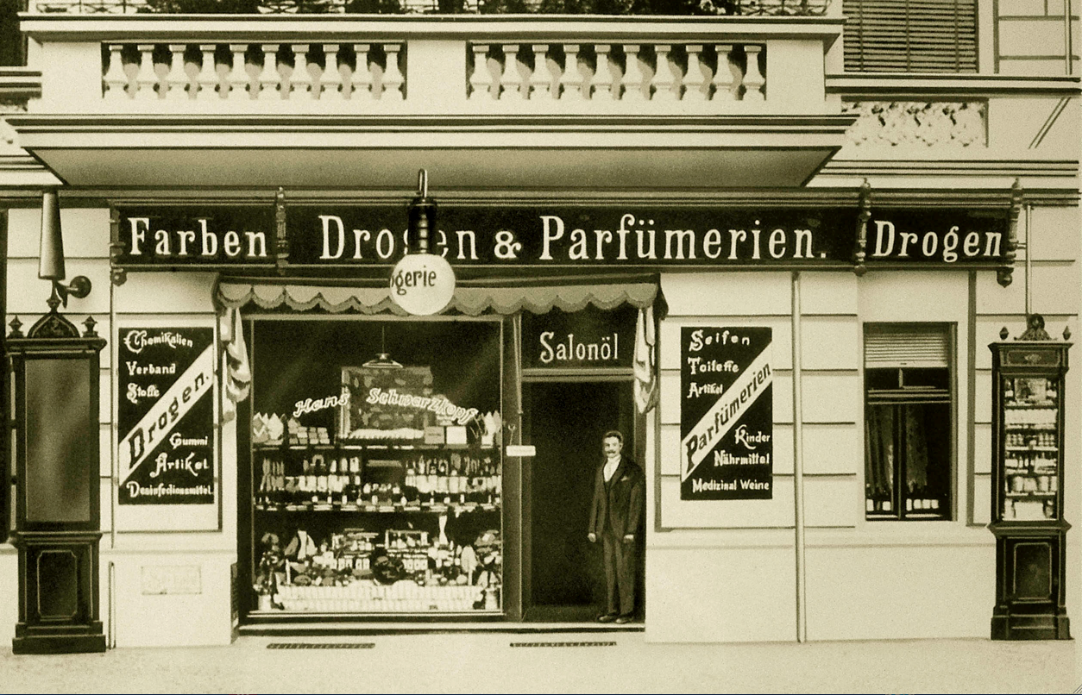 Farben
Drogen & Parfümerien.
Drogen
ogerie
Salonöl
Hans Schwarzkopf
Chemikalien
Verband
Stoffe
Drogen.
Gummi
Artikel
Desinfectionsmittel.
Seifen
Toilette
Artikel
Parfümerien
Kinder
Nährmittel
Medizinal Weine